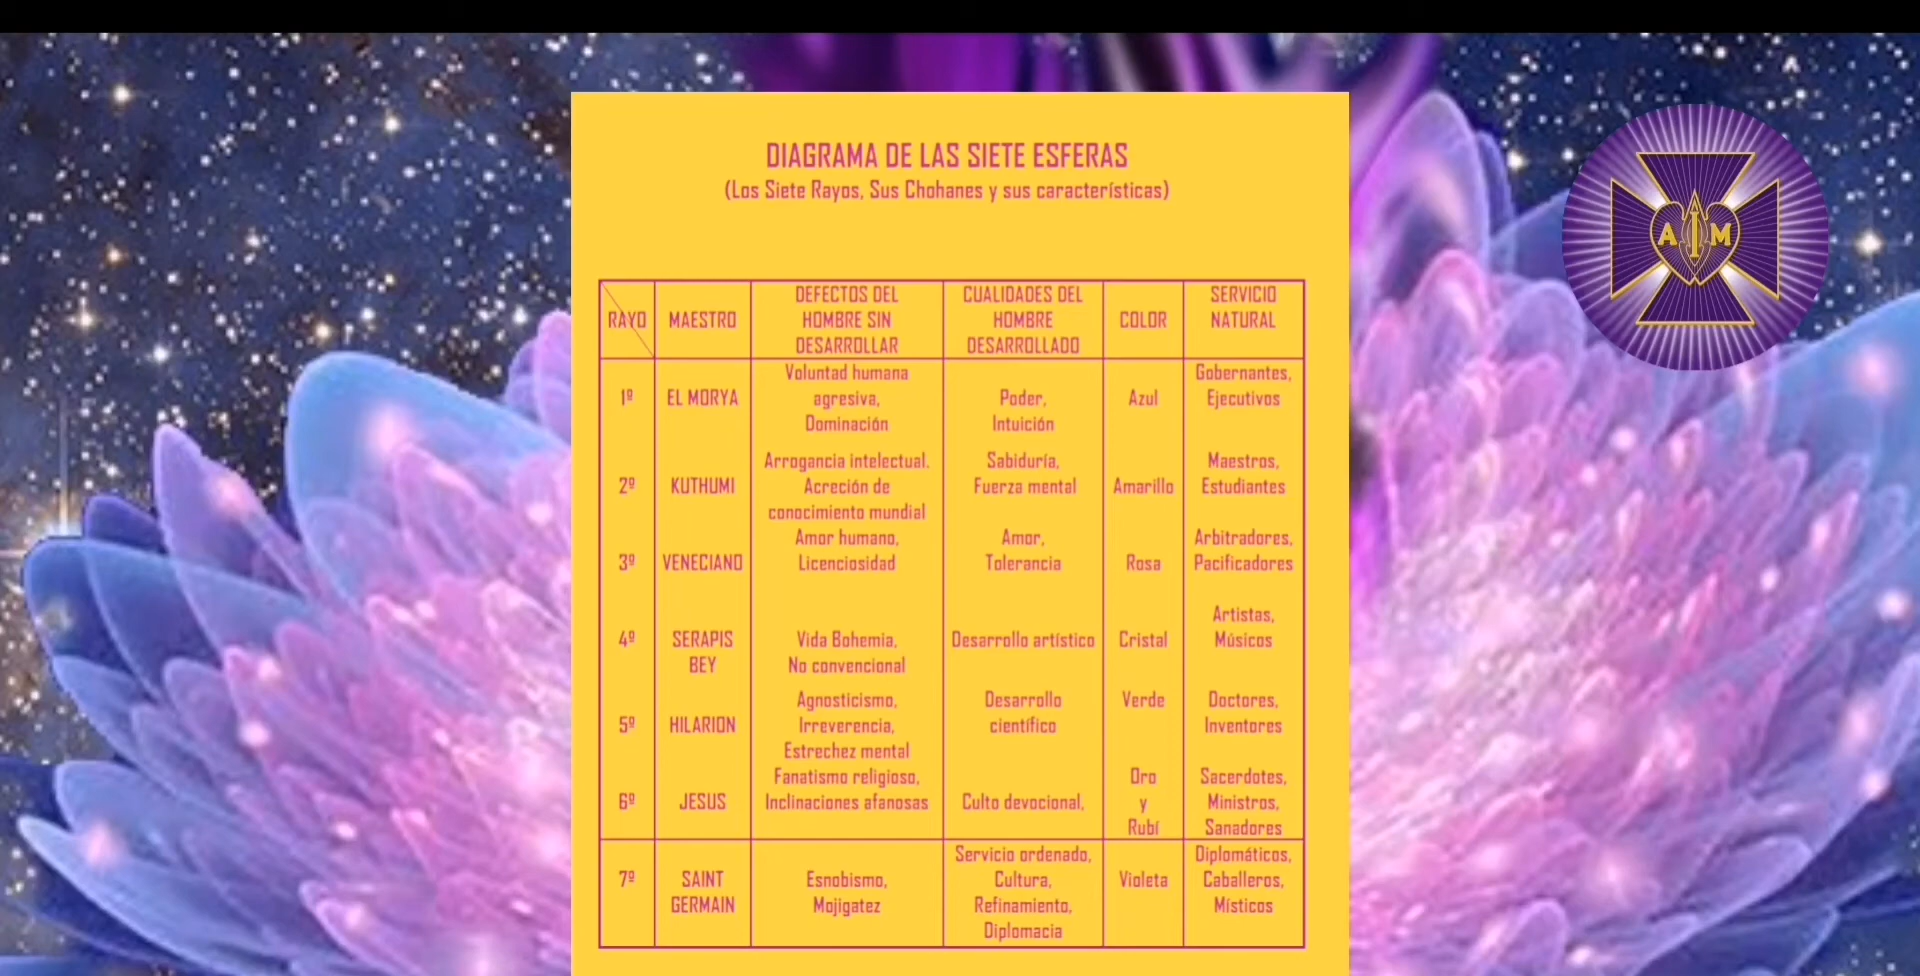 DIAGRAMA DE LAS SIETE ESFERAS
(Los Siete Rayos, Sus Chohanes y sus características)
RAYO MAESTRO DEFECTOS DEL HOMBRE SIN DESARROLLAR CUALIDADES DEL HOMBRE DESARROLLADO COLOR SERVICIO NATURAL
1º EL MORYA Voluntad humana agresiva, Dominación Poder, Intuición Azul Gobernantes, Ejecutivos
2º KUTHUMI Arrogancia intelectual. Acreción de conocimiento mundial Sabiduría, Fuerza mental Amarillo Maestros, Estudiantes
3º VENECIANO Amor humano, Licenciosidad Amor, Tolerancia Rosa Arbitradores, Pacificadores
4º SERAPIS BEY Vida Bohemia, No convencional Desarrollo artístico Cristal Artistas, Músicos
5º HILARION Agnosticismo, Irreverencia, Estrechez mental Desarrollo científico Verde Doctores, Inventores
6º JESUS Fanatismo religioso, Inclinaciones afanosas Culto devocional, Oro y Rubí Sacerdotes, Ministros, Sanadores
7º SAINT GERMAIN Esnobismo, Mojigatez Servicio ordenado, Cultura, Refinamiento, Diplomacia Violeta Diplomáticos, Caballeros, Místicos
A I M